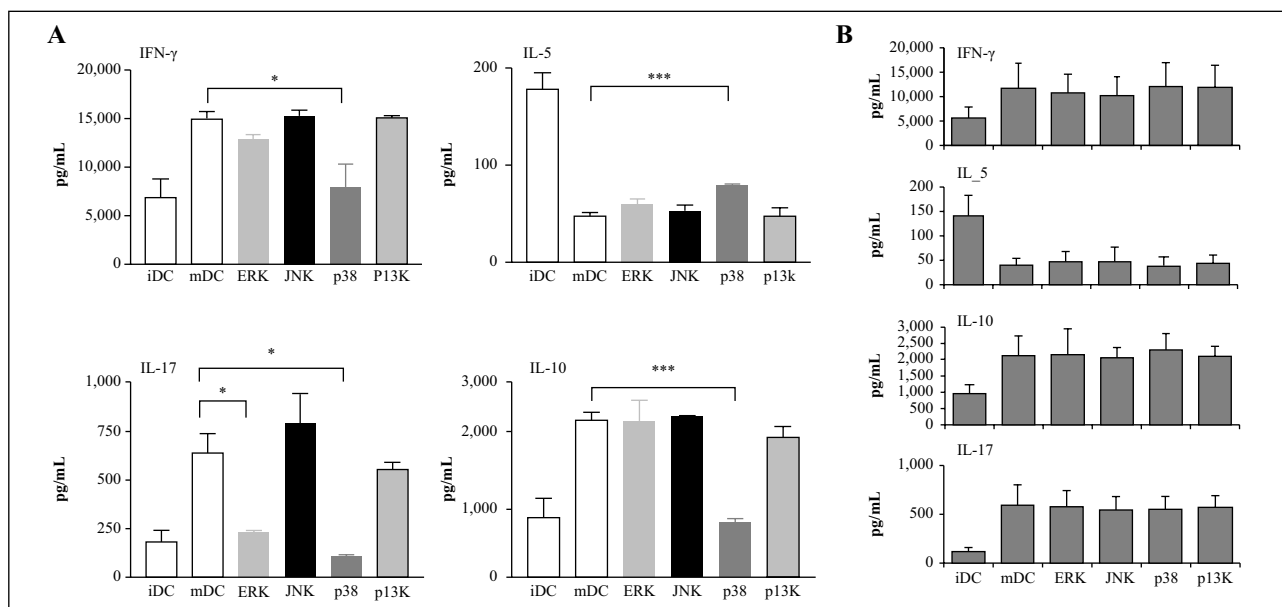 A
IFN-γ
20,000
15,000
10,000
5,000
0
pg/mL
*
iDC mDC ERK JNK p38 P13K
IL-5
200
100
0
pg/mL
***
iDC mDC ERK JNK p38 p13k
IL-17
1,000
750
500
250
0
pg/mL
*
*
iDC mDC ERK JNK p38 p13K
IL-10
3,000
2,000
1,000
0
pg/mL
***
iDC mDC ERK JNK p38 p13K
B
IFN-γ
20,000
15,000
10,000
5,000
0
pg/mL
IL_5
200
150
100
50
0
pg/mL
IL-10
3,000
2,500
2,000
1,500
1,000
500
0
pg/mL
IL-17
1,000
500
0
pg/mL
iDC mDC ERK JNK p38 p13K